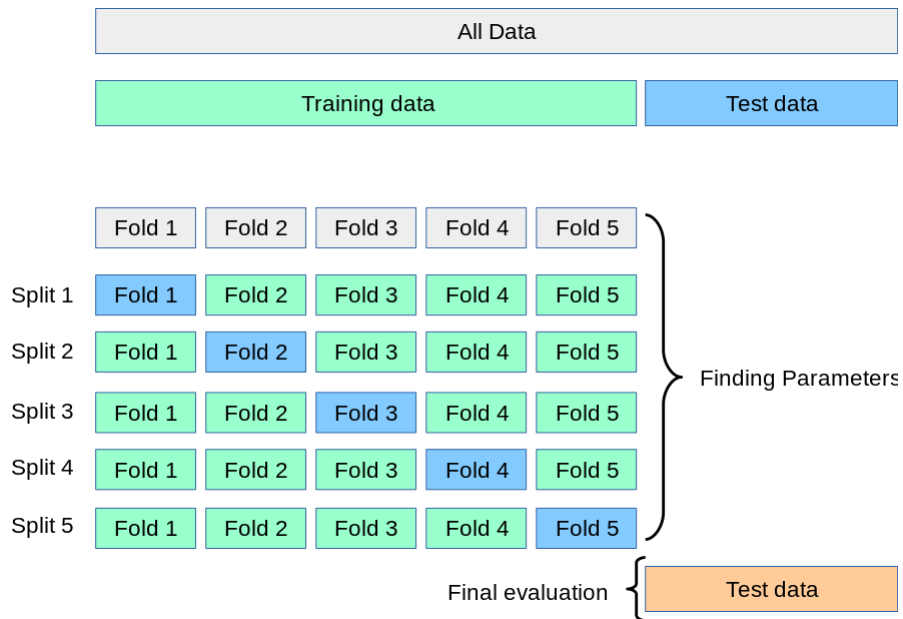 All Data
Training data Test data
Fold 1 Fold 2 Fold 3 Fold 4 Fold 5
Split 1 Fold 1 Fold 2 Fold 3 Fold 4 Fold 5
Split 2 Fold 1 Fold 2 Fold 3 Fold 4 Fold 5
Finding Parameters
Split 3 Fold 1 Fold 2 Fold 3 Fold 4 Fold 5
Split 4 Fold 1 Fold 2 Fold 3 Fold 4 Fold 5
Split 5 Fold 1 Fold 2 Fold 3 Fold 4 Fold 5
Final evaluation Test data